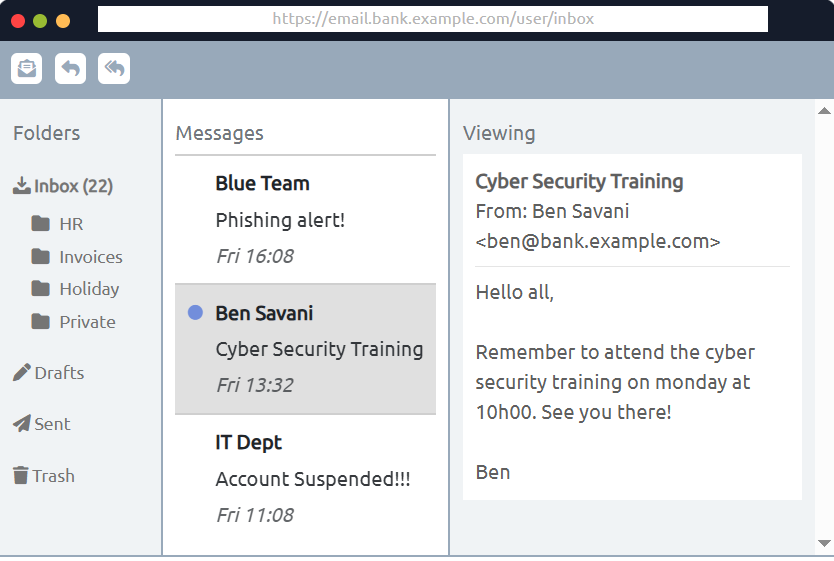 https://email.bank.example.com/user/inbox
Folders
Inbox (22)
HR
Invoices
Holiday
Private
Drafts
Sent
Trash
Messages
Blue Team
Phishing alert!
Fri 16:08
Ben Savani
Cyber Security Training
Fri 13:32
IT Dept
Account Suspended!!!
Fri 11:08
Viewing
Cyber Security Training
From: Ben Savani
<ben@bank.example.com>
Hello all,
Remember to attend the cyber
security training on monday at
10h00. See you there!
Ben